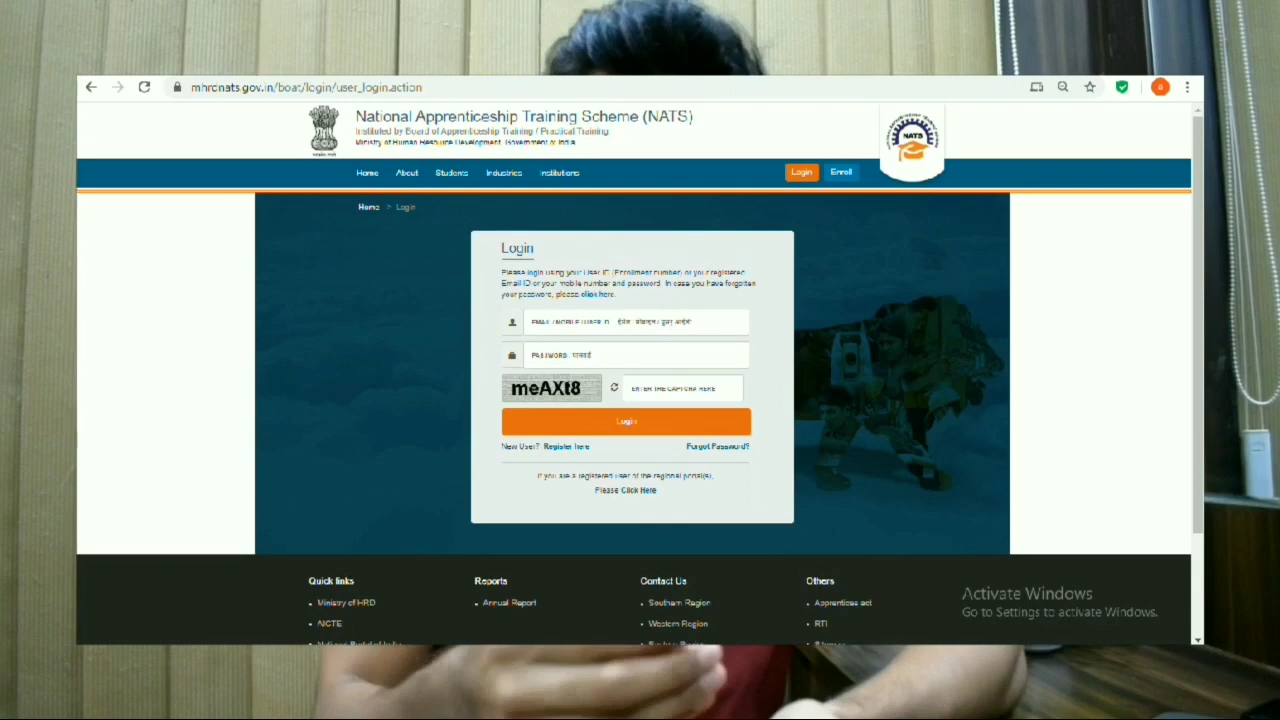 mhrdnats.gov.in/boat/login/user_login.action
a
National Apprenticeship Training Scheme (NATS)
Instituted by Board of Apprenticeship Training / Practical Training
Ministry of Human Resource Development, Government of India
NATS
Home About Students Industries Institutions Login Enroll
Home > Login
Login
Please login using your User ID (Enrollment number) or your registered
Email ID or your mobile number and password. In case you have forgotten
your password, please click here.
EMAIL / MOBILE / USER ID
PASSWORD / पासवर्ड
meAXt8 ENTER THE CAPTCHA HERE
Login
New User? Register here Forgot Password?
If you are a registered user of the regional portal(s),
Please Click Here
Quick links Reports Contact Us Others
Ministry of HRD Annual Report Southern Region Apprentices act
AICTE Western Region RTI
Activate Windows
Go to Settings to activate Windows.